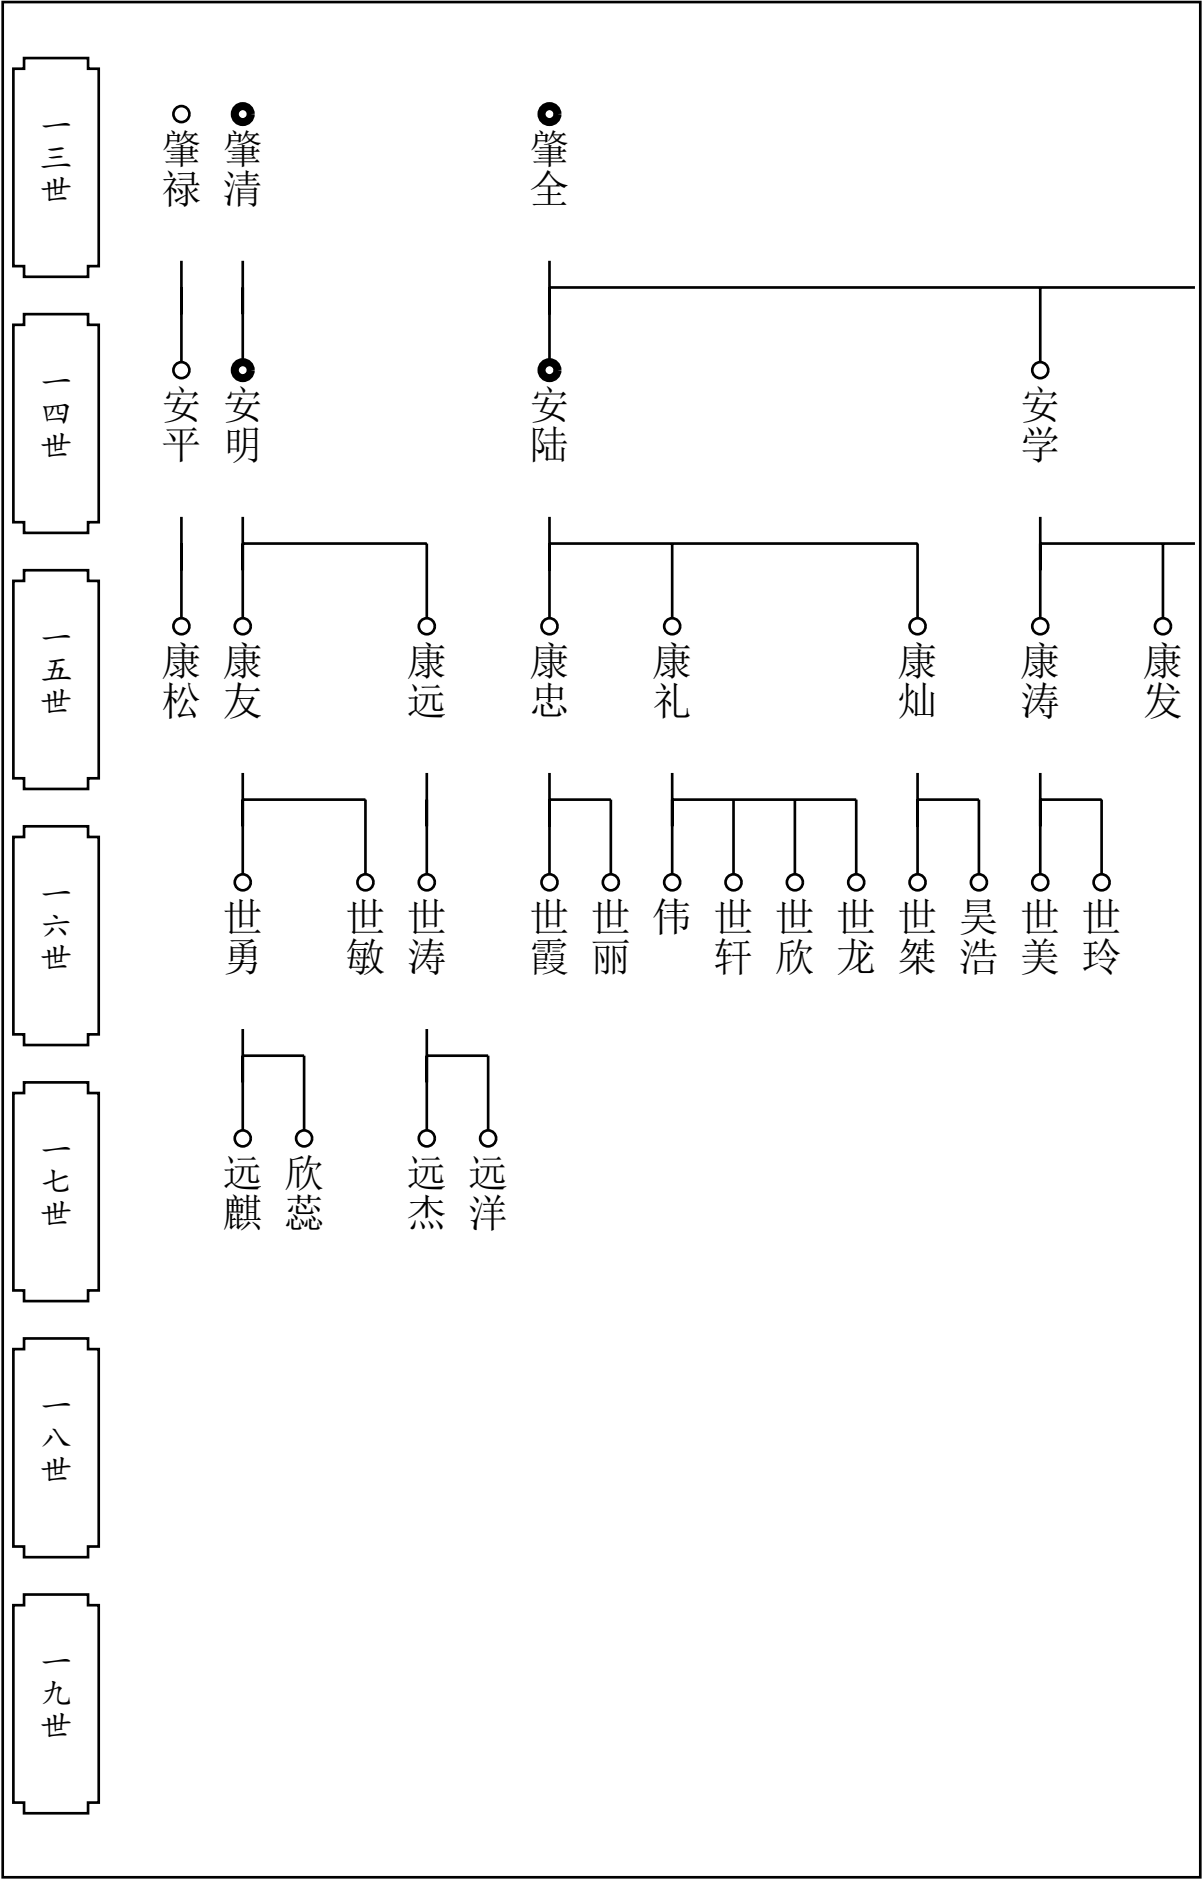 一三世
肇禄
肇清
肇全
一四世
安平
安明
安陆
安学
一五世
康松
康友
康远
康忠
康礼
康灿
康涛
康发
一六世
世勇
世敏
世涛
世霞
世丽
伟
世轩
世欣
世龙
世桀
昊浩
世美
世玲
一七世
远麒
欣蕊
远杰
远洋
一八世
一九世